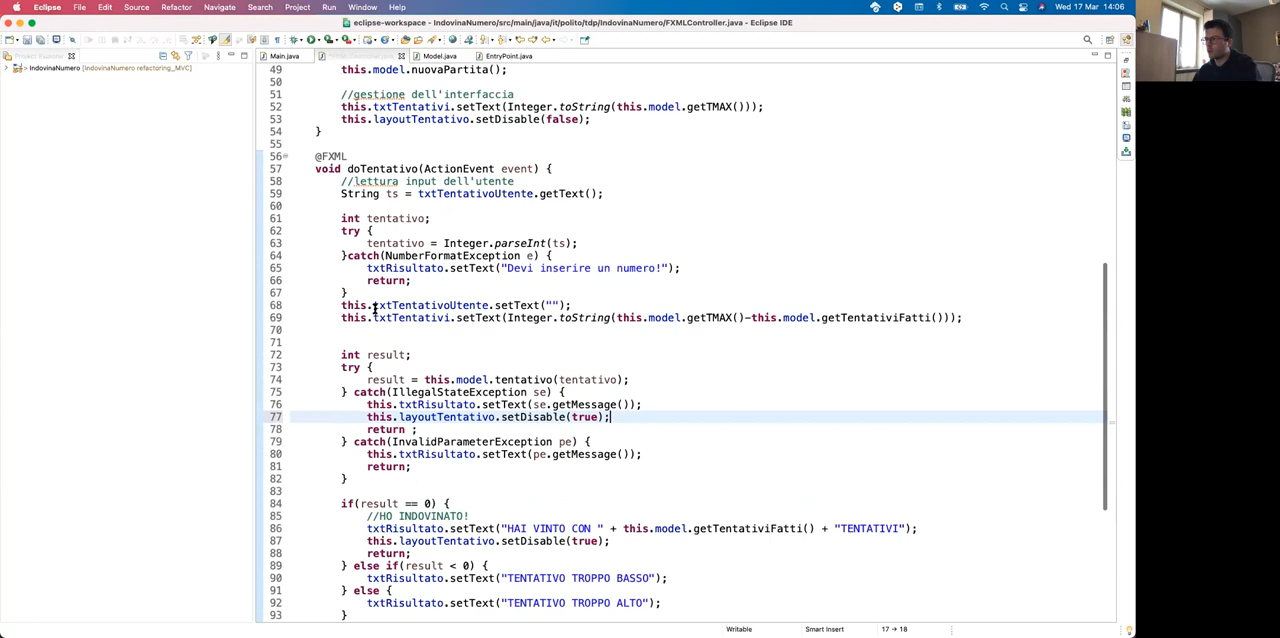 Eclipse File Edit Source Refactor Navigate Search Project Run Window Help Wed 17 Mar 14:06
eclipse-workspace - IndovinaNumero/src/main/java/it/polito/tdp/IndovinaNumero/FXMLController.java - Eclipse IDE
Project Explorer
Main.java
Model.java
EntryPoint.java
IndovinaNumero [IndovinaNumero refactoring_MVC]
49 this.model.nuovaPartita();
50
51 //gestione dell'interfaccia
52 this.txtTentativi.setText(Integer.toString(this.model.getTMAX()));
53 this.layoutTentativo.setDisable(false);
54 }
55
56 @FXML
57 void doTentativo(ActionEvent event) {
58 //lettura input dell'utente
59 String ts = txtTentativoUtente.getText();
60
61 int tentativo;
62 try {
63 tentativo = Integer.parseInt(ts);
64 }catch(NumberFormatException e) {
65 txtRisultato.setText("Devi inserire un numero!");
66 return;
67 }
68 this.txtTentativoUtente.setText("");
69 this.txtTentativi.setText(Integer.toString(this.model.getTMAX()-this.model.getTentativiFatti()));
70
71
72 int result;
73 try {
74 result = this.model.tentativo(tentativo);
75 } catch(IllegalStateException se) {
76 this.txtRisultato.setText(se.getMessage());
77 this.layoutTentativo.setDisable(true);
78 return ;
79 } catch(InvalidParameterException pe) {
80 this.txtRisultato.setText(pe.getMessage());
81 return;
82 }
83
84 if(result == 0) {
85 //HO INDOVINATO!
86 txtRisultato.setText("HAI VINTO CON " + this.model.getTentativiFatti() + "TENTATIVI");
87 this.layoutTentativo.setDisable(true);
88 return;
89 } else if(result < 0) {
90 txtRisultato.setText("TENTATIVO TROPPO BASSO");
91 } else {
92 txtRisultato.setText("TENTATIVO TROPPO ALTO");
93 }
Writable Smart Insert 77 : 18